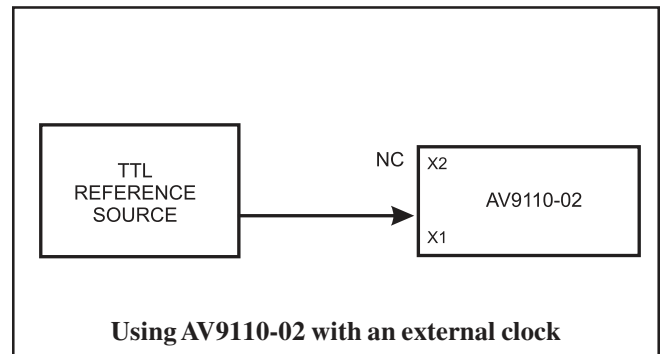 TTL
REFERENCE
SOURCE
NC
X2
AV9110-02
X1
Using AV9110-02 with an external clock